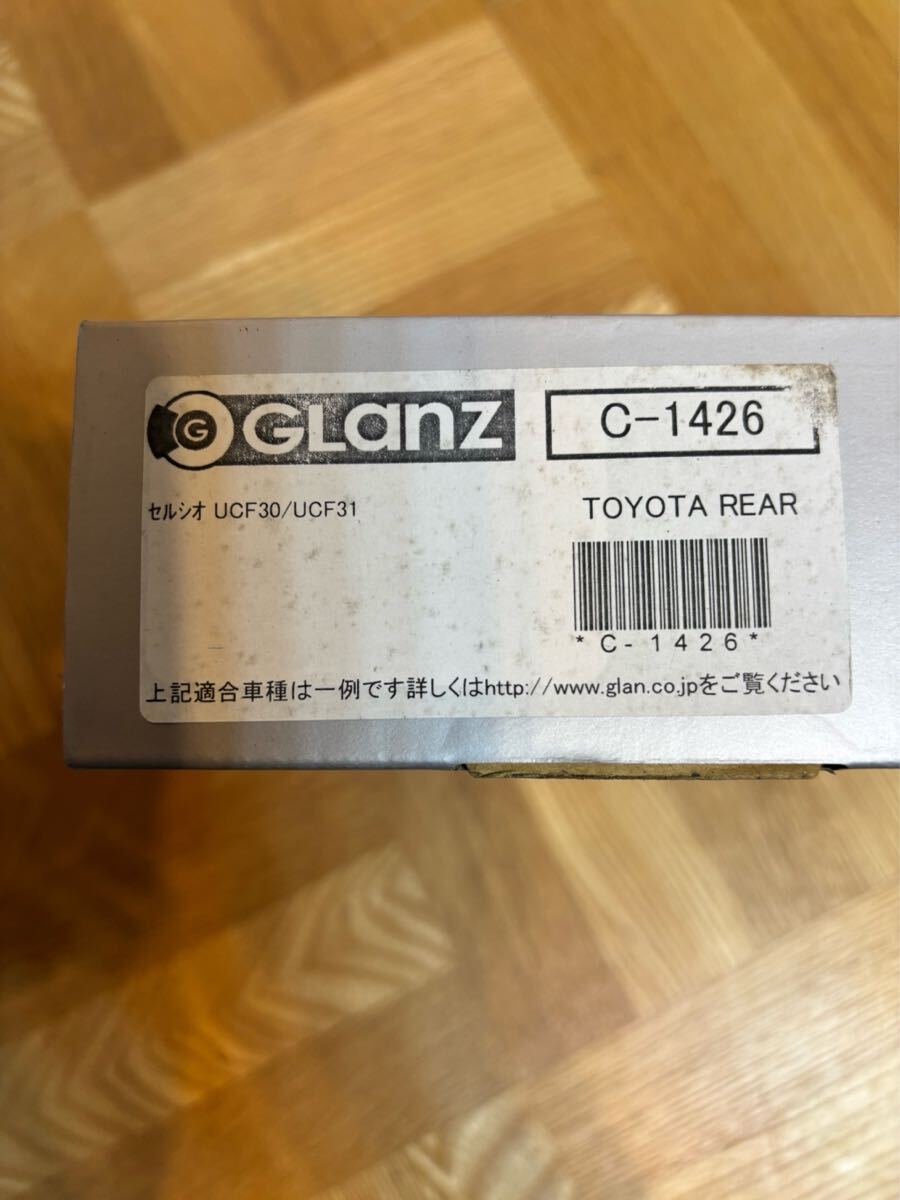 G GLanz
C-1426
ｾﾙｼｵ UCF30/UCF31
TOYOTA REAR
*C-1426*
上記適合車種は一例です詳しくはhttp://www.glan.co.jpをご覧ください